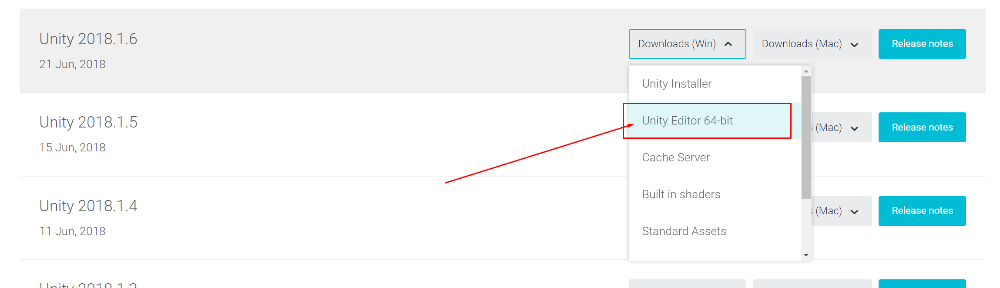 Unity 2018.1.6
21 Jun, 2018
Downloads (Win)
Downloads (Mac)
Release notes
Unity Installer
Unity Editor 64-bit
Cache Server
Built in shaders
Standard Assets
Unity 2018.1.5
15 Jun, 2018
(Mac)
Release notes
Unity 2018.1.4
11 Jun, 2018
(Mac)
Release notes